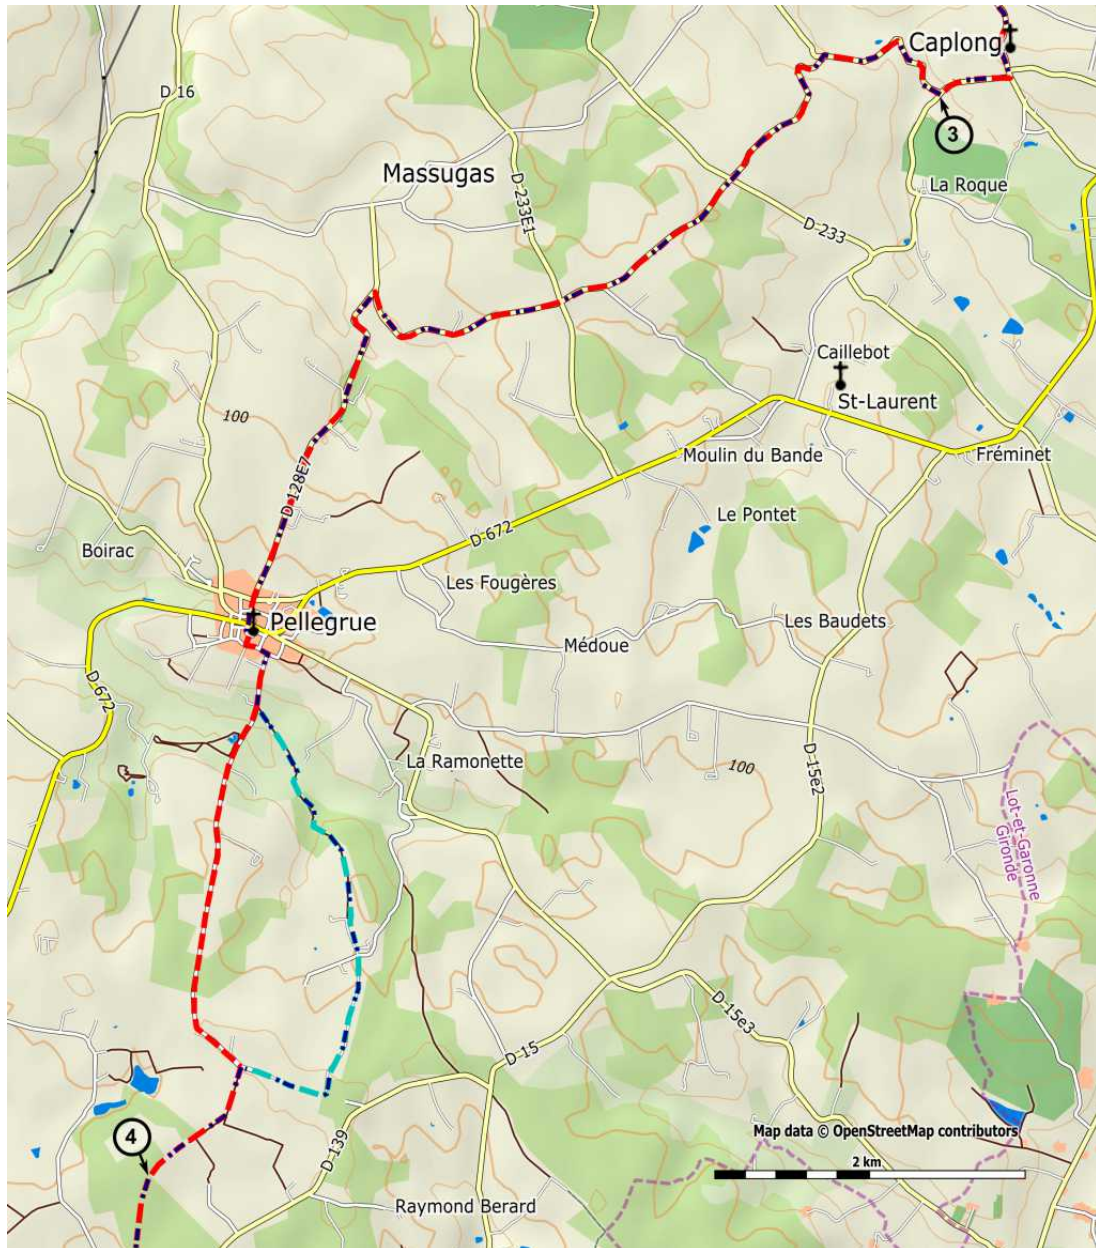 Caplong
D 16
3
Massugas
La Roque
D 233E1
D 233
Caillebot
St-Laurent
100
Moulin du Bande
Fréminet
D 128E7
Le Pontet
D 672
Boirac
Les Fougères
Pellegrue
Les Baudets
Médoue
D 672
La Ramonette
100
D 15e2
Lot-et-Garonne
Gironde
D 15e3
D 15
4
D 139
Map data © OpenStreetMap contributors
2 km
Raymond Berard